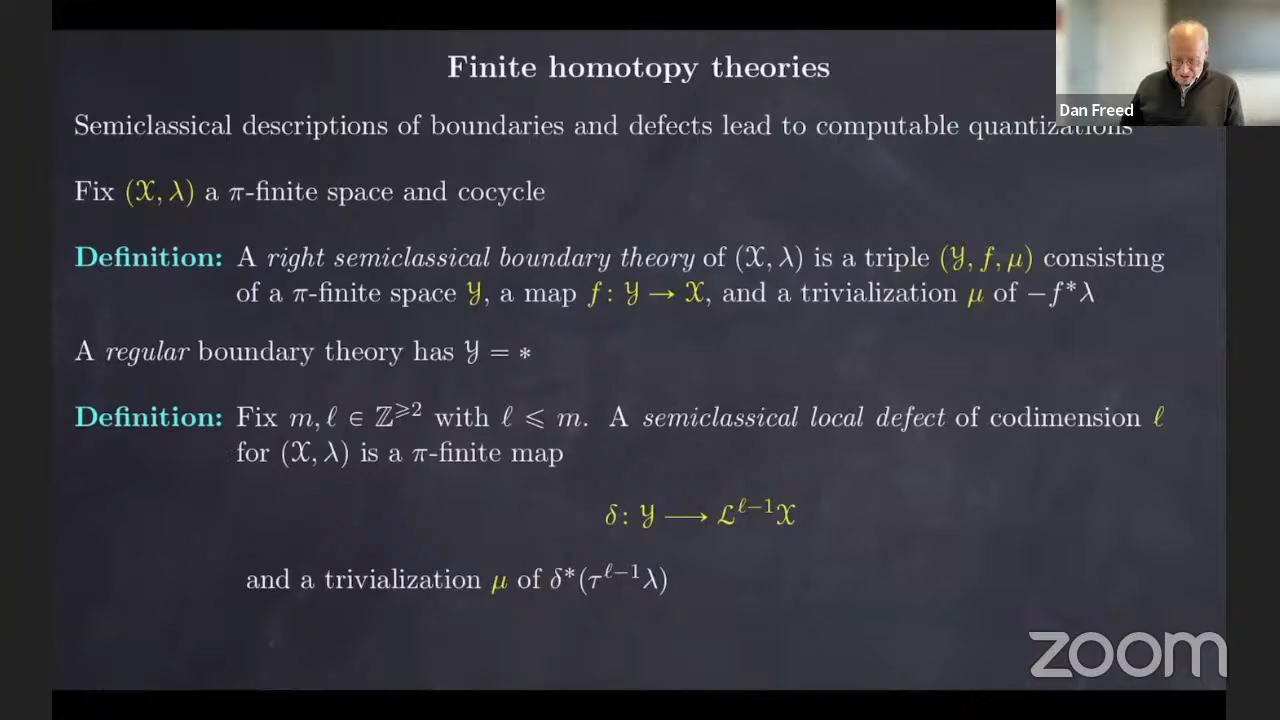 Finite homotopy theories
Dan Freed
Semiclassical descriptions of boundaries and defects lead to computable quantizations
Fix (𝒳, λ) a π-finite space and cocycle
Definition: A right semiclassical boundary theory of (𝒳, λ) is a triple (𝒴, f, μ) consisting
of a π-finite space 𝒴, a map f : 𝒴 → 𝒳, and a trivialization μ of −f*λ
A regular boundary theory has 𝒴 = *
Definition: Fix m, ℓ ∈ ℤ^⩾2 with ℓ ⩽ m. A semiclassical local defect of codimension ℓ
for (𝒳, λ) is a π-finite map
δ : 𝒴 ⟶ ℒ^ℓ−1 𝒳
and a trivialization μ of δ*(τ^ℓ−1 λ)
zoom